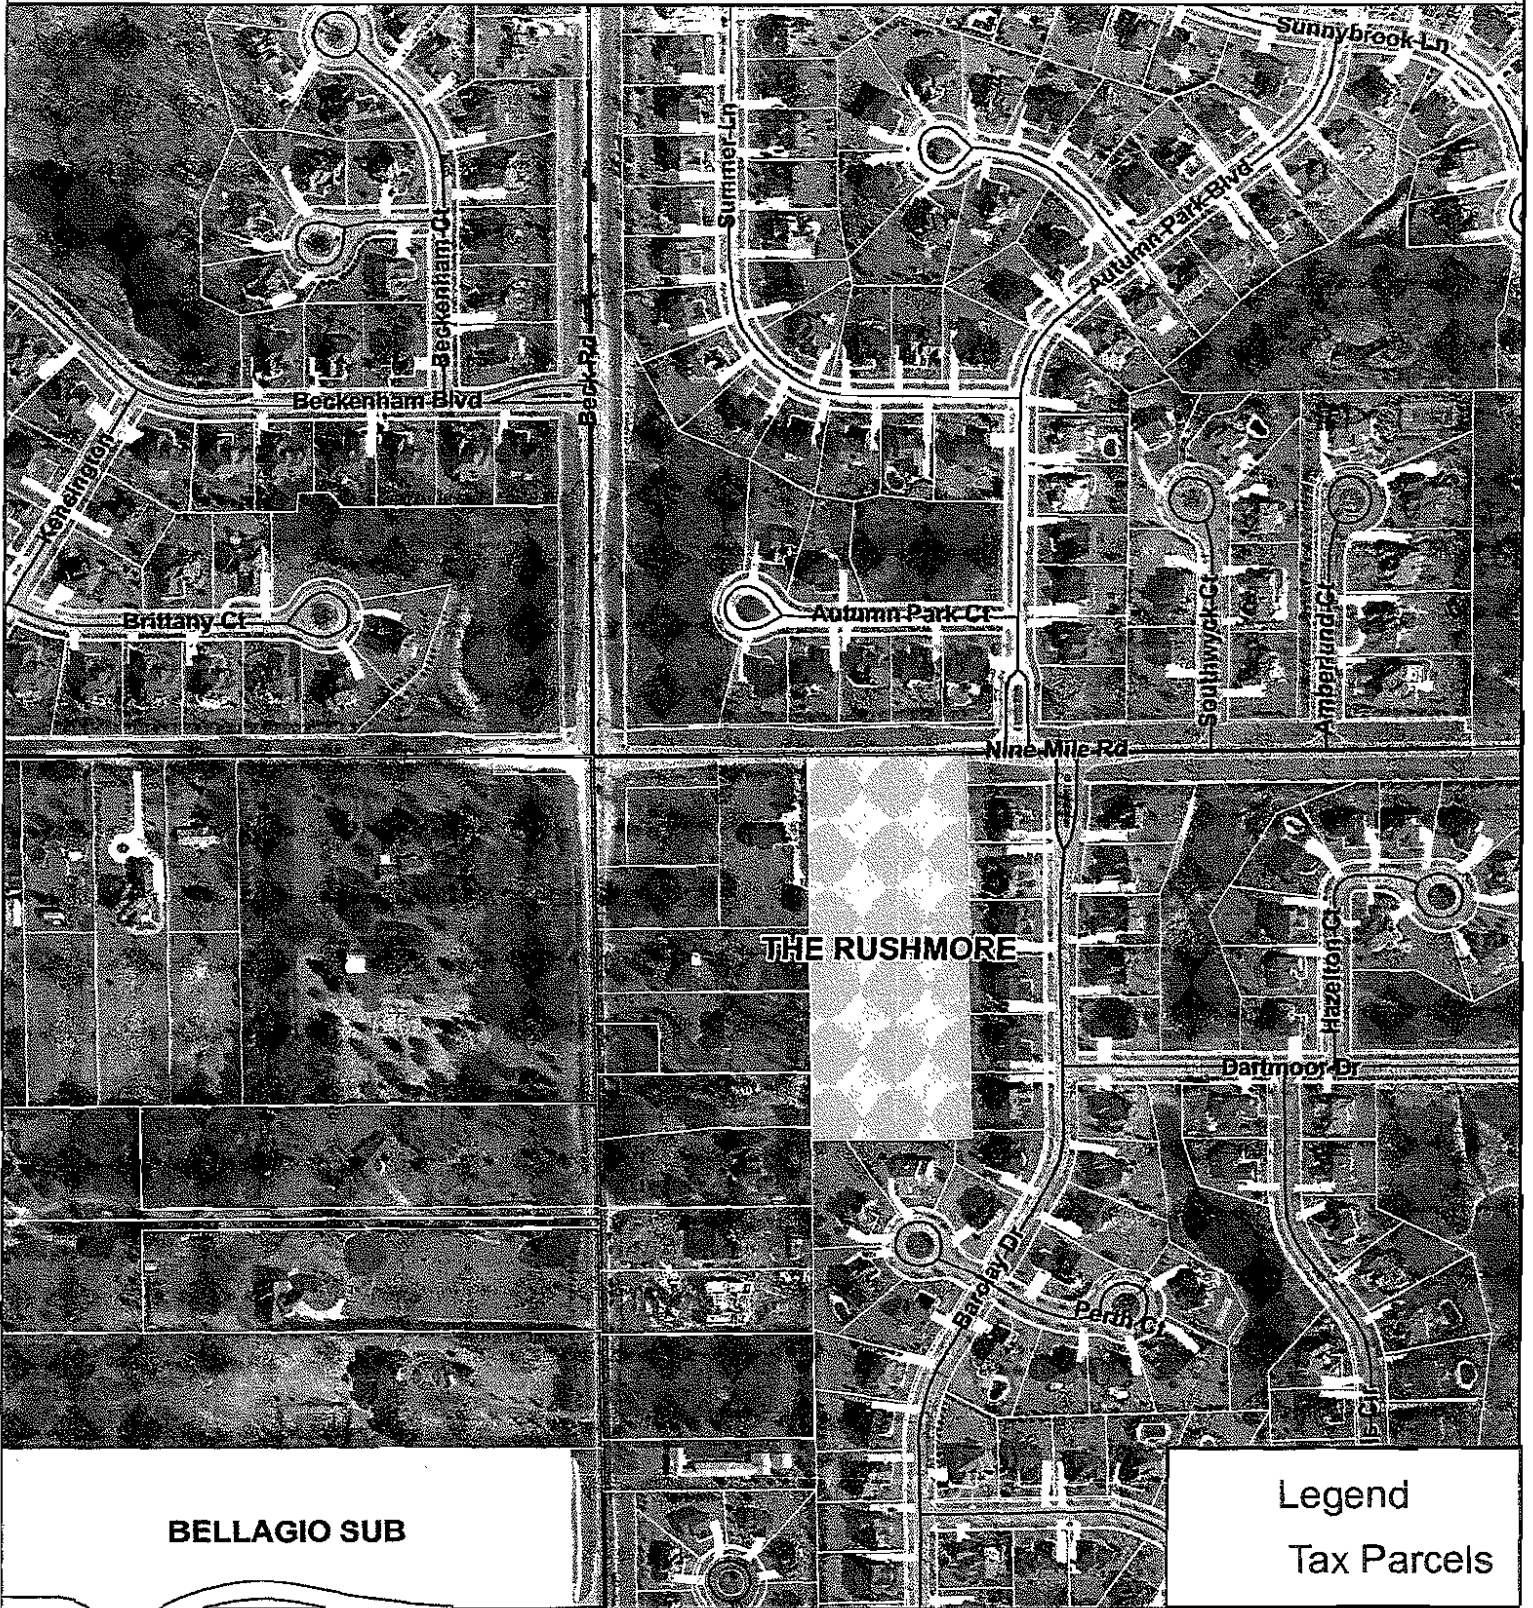 Sunnybrook Ln
Summer Ln
Autumn Park Blvd
Beckenham Ct
Beck Rd
Beckenham Blvd
Kensington
Brittany Ct
Autumn Park Ct
Southwyck Ct
Amberlund Ct
Nine Mile Rd
THE RUSHMORE
Hazelton Ct
Dartmoor Dr
Barclay Dr
Perth Ct
BELLAGIO SUB
Legend
Tax Parcels